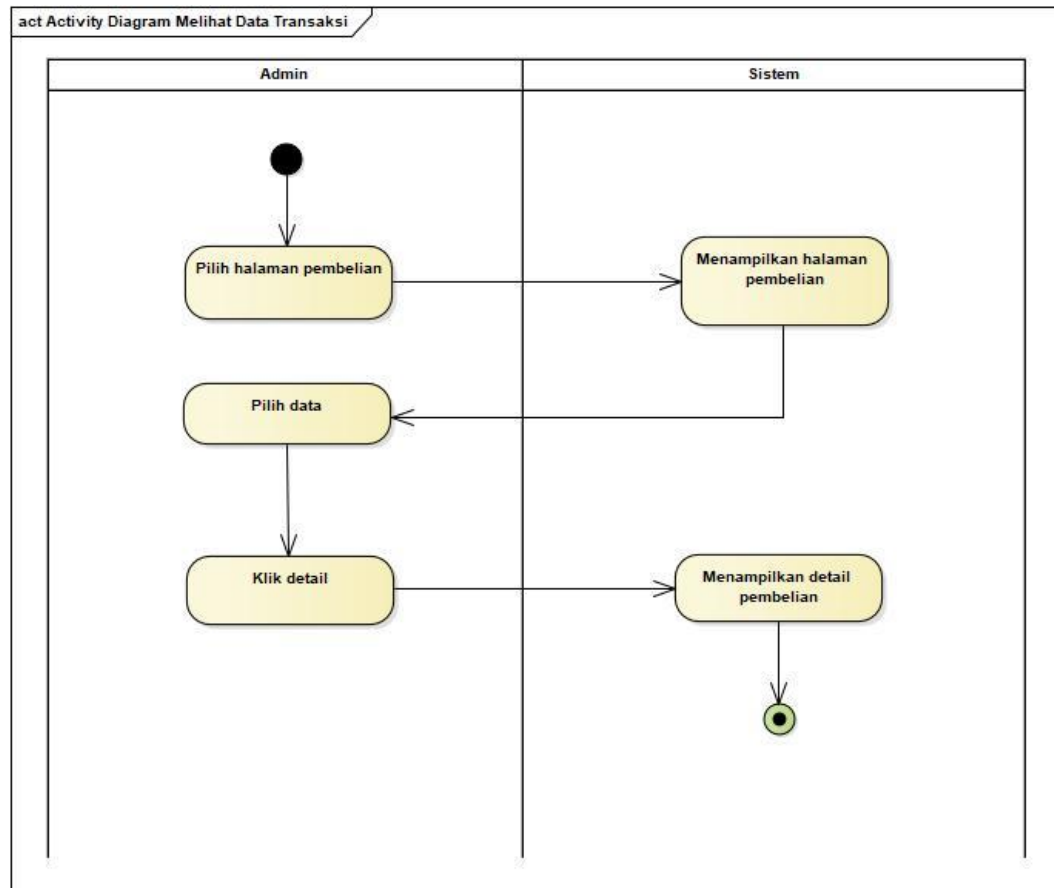 act Activity Diagram Melihat Data Transaksi
Admin
Sistem
Pilih halaman pembelian
Menampilkan halaman
pembelian
Pilih data
Klik detail
Menampilkan detail
pembelian